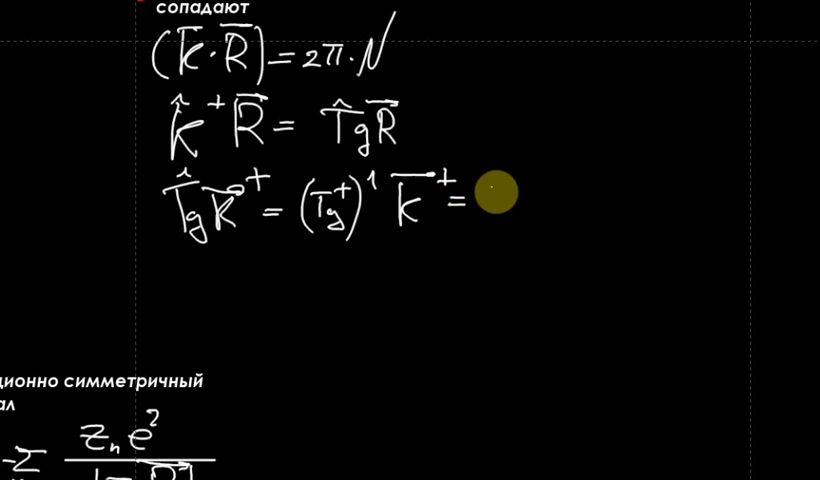 сопадают
(k̅·R̅)=2π·N
k̂⁺R̅= T̂gR̅
T̂gk̅⁺=(Tg⁺)¹ k̅⁺=
ционно симметричный
ал
-Σ zₙe²
|R̅|